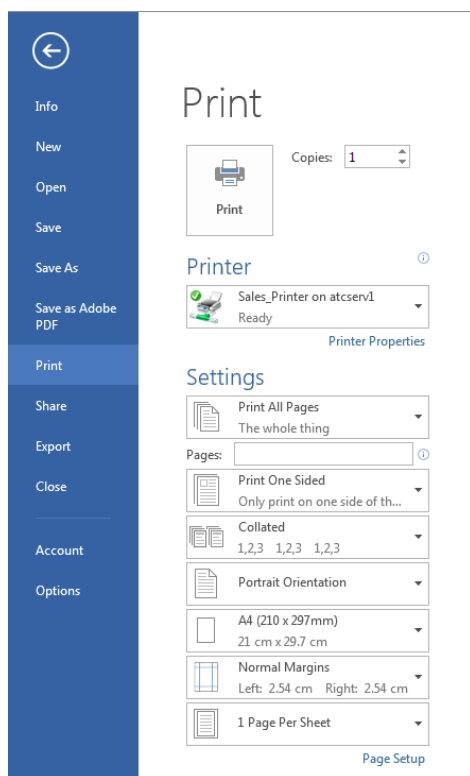 Info
New
Open
Save
Save As
Save as Adobe
PDF
Print
Share
Export
Close
Account
Options
Print
Copies: 1
Print
Printer
Sales_Printer on atcserv1
Ready
Printer Properties
Settings
Print All Pages
The whole thing
Pages:
Print One Sided
Only print on one side of th...
Collated
1,2,3 1,2,3 1,2,3
Portrait Orientation
A4 (210 x 297mm)
21 cm x 29.7 cm
Normal Margins
Left: 2.54 cm Right: 2.54 cm
1 Page Per Sheet
Page Setup